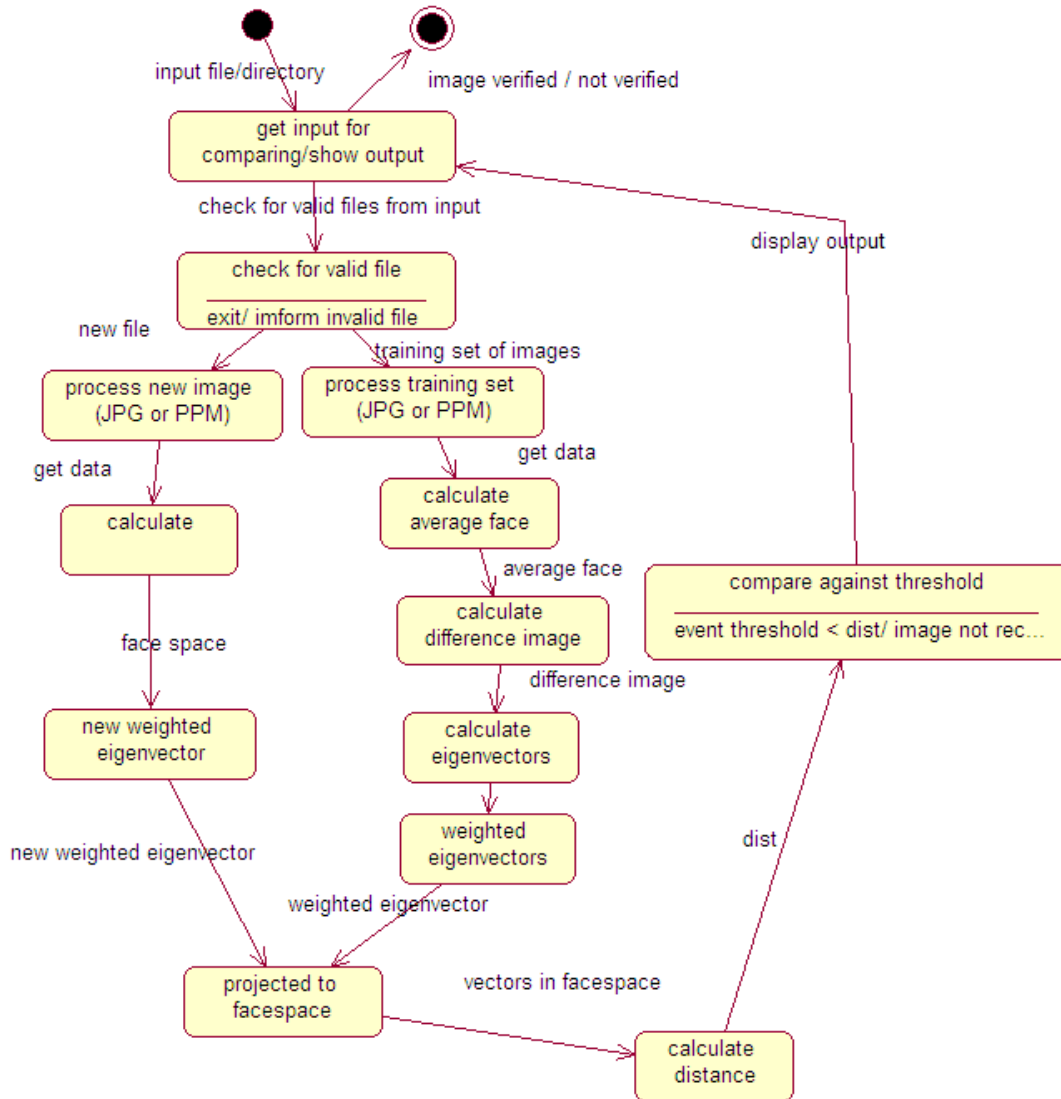 input file/directory
image verified / not verified
get input for
comparing/show output
check for valid files from input
display output
check for valid file
exit/ imform invalid file
new file
training set of images
process new image
(JPG or PPM)
process training set
(JPG or PPM)
get data
get data
calculate
calculate
average face
average face
compare against threshold
event threshold < dist/ image not rec...
calculate
difference image
face space
difference image
new weighted
eigenvector
calculate
eigenvectors
weighted
eigenvectors
dist
new weighted eigenvector
weighted eigenvector
projected to
facespace
vectors in facespace
calculate
distance